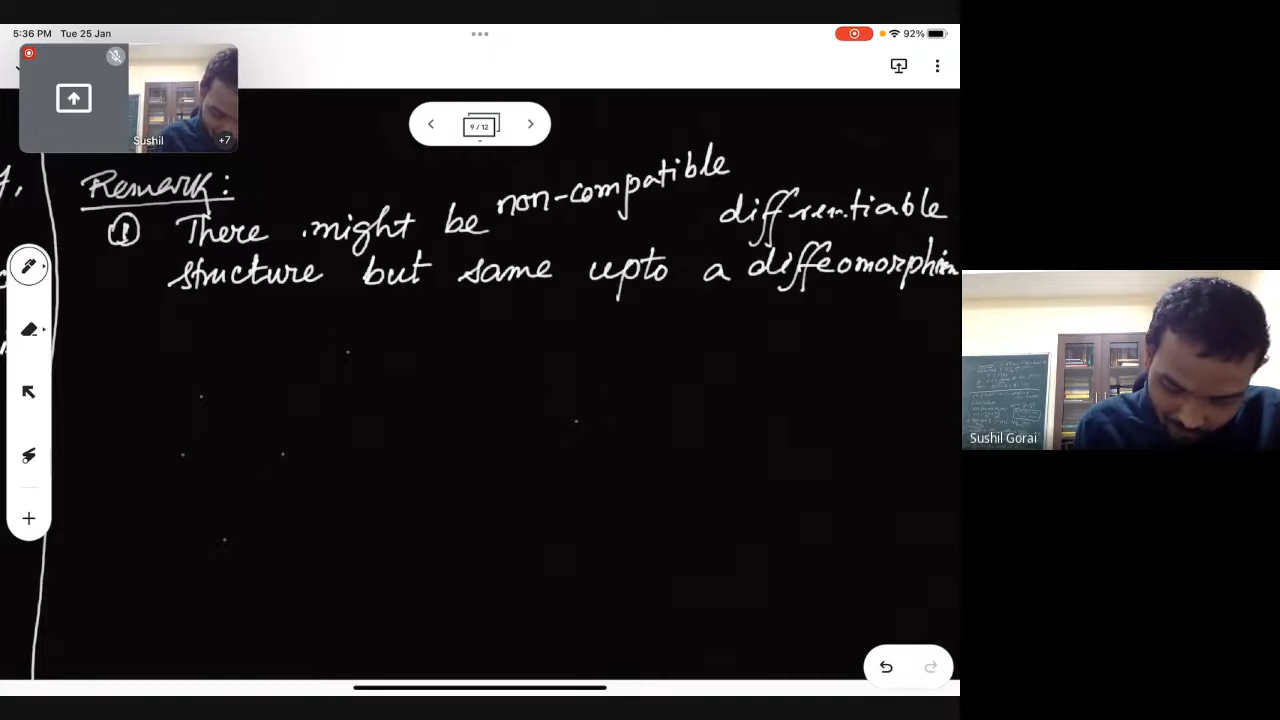 5:36 PM Tue 25 Jan
92%
Sushil
+7
9 / 12
Remark:
① There might be non-compatible differentiable
structure but same upto a diffeomorphism
Sushil Gorai